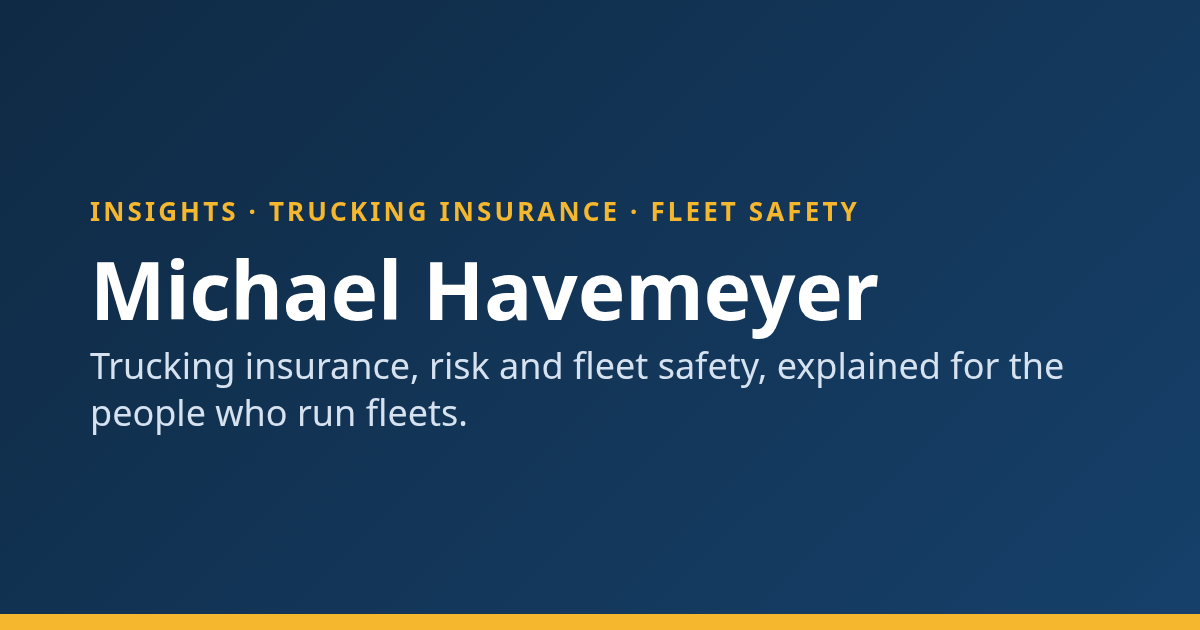 INSIGHTS · TRUCKING INSURANCE · FLEET SAFETY
Michael Havemeyer
Trucking insurance, risk and fleet safety, explained for the
people who run fleets.